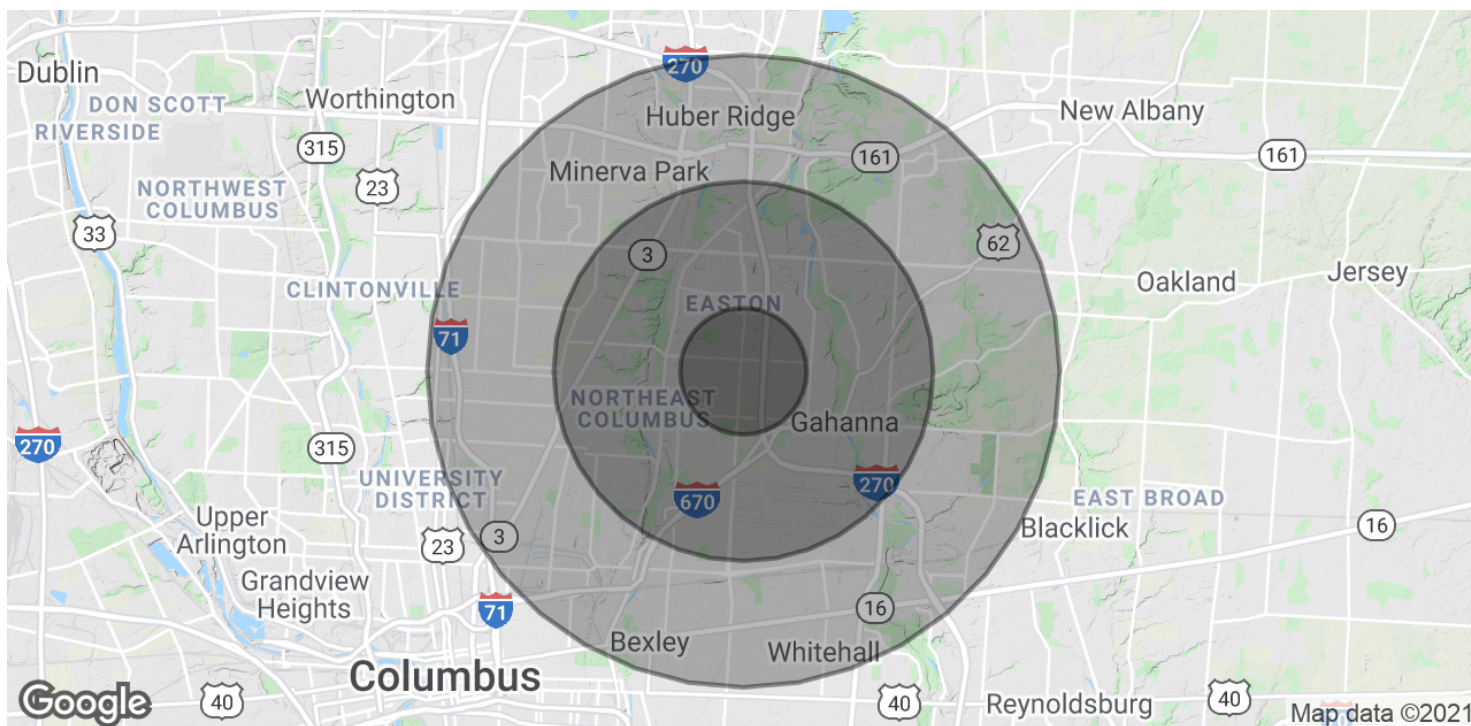 270
Dublin
DON SCOTT
Worthington
Huber Ridge
New Albany
RIVERSIDE
315
161
161
Minerva Park
23
NORTHWEST
COLUMBUS
33
62
3
Oakland
Jersey
CLINTONVILLE
EASTON
71
NORTHEAST
COLUMBUS
Gahanna
270
315
UNIVERSITY
DISTRICT
670
270
EAST BROAD
Upper
Arlington
23
3
Blacklick
16
Grandview
Heights
71
16
Bexley
Whitehall
Columbus
Google
40
40
Reynoldsburg
40
Map data ©2021